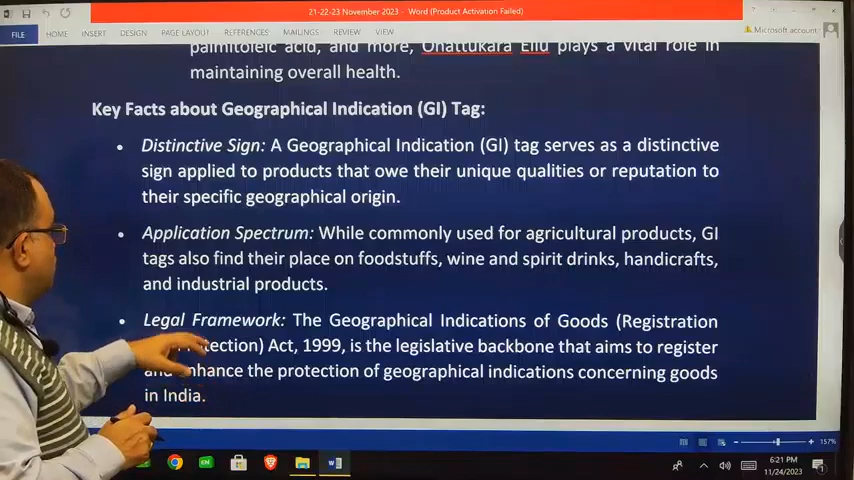 21-22-23 November 2023 - Word (Product Activation Failed)
FILE HOME INSERT DESIGN PAGE LAYOUT REFERENCES MAILINGS REVIEW VIEW
Microsoft account
palmitoleic acid, and more, Onattukara Ellu plays a vital role in
maintaining overall health.
Key Facts about Geographical Indication (GI) Tag:
• Distinctive Sign: A Geographical Indication (GI) tag serves as a distinctive
sign applied to products that owe their unique qualities or reputation to
their specific geographical origin.
• Application Spectrum: While commonly used for agricultural products, GI
tags also find their place on foodstuffs, wine and spirit drinks, handicrafts,
and industrial products.
• Legal Framework: The Geographical Indications of Goods (Registration
Act, 1999, is the legislative backbone that aims to register
and enhance the protection of geographical indications concerning goods
in India.
157%
EN
6:21 PM
11/24/2023